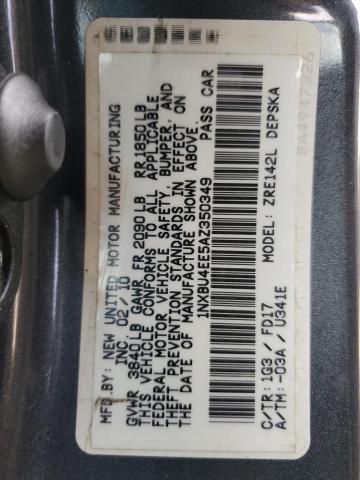 MFD.BY: NEW UNITED MOTOR MANUFACTURING
INC. 02/10
GVWR 3840LB GAWR FR 2090LB RR1850LB
THIS VEHICLE CONFORMS TO ALL APPLICABLE
FEDERAL MOTOR VEHICLE SAFETY, BUMPER, AND
THEFT PREVENTION STANDARDS IN EFFECT ON
THE DATE OF MANUFACTURE SHOWN ABOVE.
1NXBU4EE5AZ350349 PASS CAR
C/TR: 1G3 / FD17 MODEL: ZRE142L DEPSKA
A/TM: -03A / U341E
BA4947326